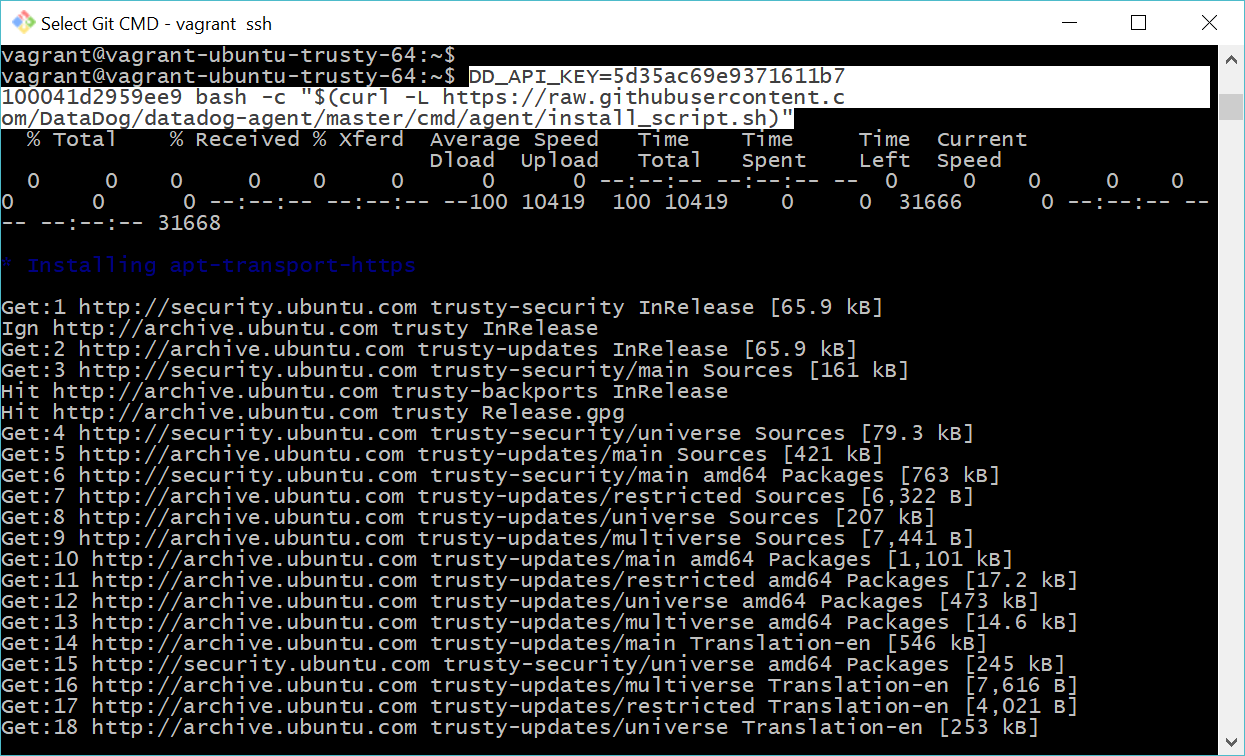 Select Git CMD - vagrant  ssh
vagrant@vagrant-ubuntu-trusty-64:~$
vagrant@vagrant-ubuntu-trusty-64:~$ DD_API_KEY=5d35ac69e9371611b7
100041d2959ee9 bash -c "$(curl -L https://raw.githubusercontent.c
om/DataDog/datadog-agent/master/cmd/agent/install_script.sh)"
  % Total    % Received % Xferd  Average Speed   Time    Time     Time  Current
                                 Dload  Upload   Total   Spent    Left  Speed
  0     0    0     0    0     0      0      0 --:--:-- --:--:-- --  0     0    0     0    0
0      0      0 --:--:-- --:--:-- --100 10419  100 10419    0     0  31666      0 --:--:-- --
-- --:--:-- 31668
* Installing apt-transport-https
Get:1 http://security.ubuntu.com trusty-security InRelease [65.9 kB]
Ign http://archive.ubuntu.com trusty InRelease
Get:2 http://archive.ubuntu.com trusty-updates InRelease [65.9 kB]
Get:3 http://security.ubuntu.com trusty-security/main Sources [161 kB]
Hit http://archive.ubuntu.com trusty-backports InRelease
Hit http://archive.ubuntu.com trusty Release.gpg
Get:4 http://security.ubuntu.com trusty-security/universe Sources [79.3 kB]
Get:5 http://archive.ubuntu.com trusty-updates/main Sources [421 kB]
Get:6 http://security.ubuntu.com trusty-security/main amd64 Packages [763 kB]
Get:7 http://archive.ubuntu.com trusty-updates/restricted Sources [6,322 B]
Get:8 http://archive.ubuntu.com trusty-updates/universe Sources [207 kB]
Get:9 http://archive.ubuntu.com trusty-updates/multiverse Sources [7,441 B]
Get:10 http://archive.ubuntu.com trusty-updates/main amd64 Packages [1,101 kB]
Get:11 http://archive.ubuntu.com trusty-updates/restricted amd64 Packages [17.2 kB]
Get:12 http://archive.ubuntu.com trusty-updates/universe amd64 Packages [473 kB]
Get:13 http://archive.ubuntu.com trusty-updates/multiverse amd64 Packages [14.6 kB]
Get:14 http://archive.ubuntu.com trusty-updates/main Translation-en [546 kB]
Get:15 http://security.ubuntu.com trusty-security/universe amd64 Packages [245 kB]
Get:16 http://archive.ubuntu.com trusty-updates/multiverse Translation-en [7,616 B]
Get:17 http://archive.ubuntu.com trusty-updates/restricted Translation-en [4,021 B]
Get:18 http://archive.ubuntu.com trusty-updates/universe Translation-en [253 kB]